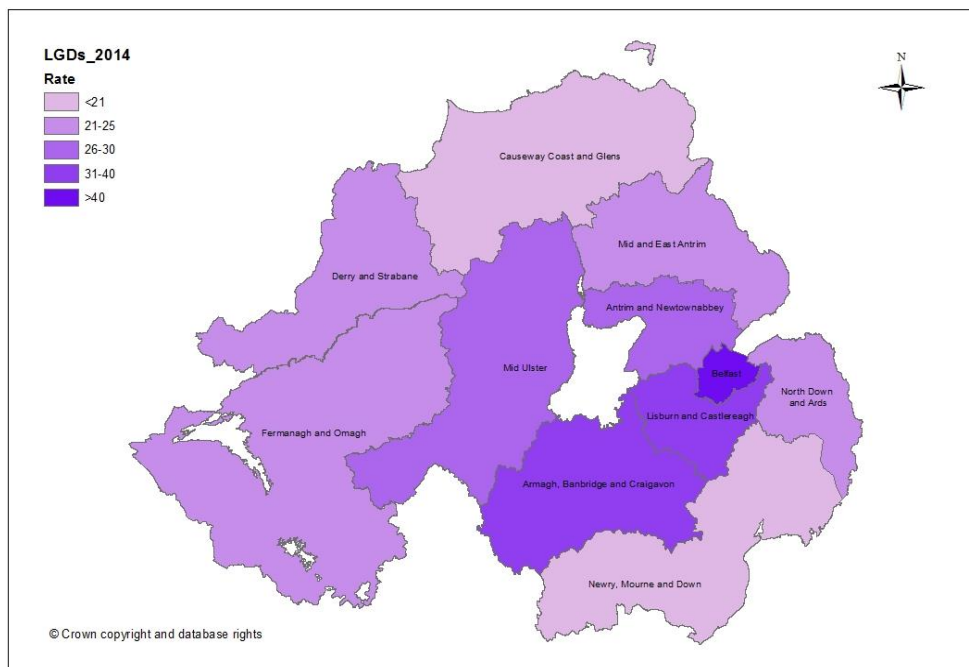 LGDs_2014
Rate
<21
21-25
26-30
31-40
>40
N
Causeway Coast and Glens
Mid and East Antrim
Derry and Strabane
Antrim and Newtownabbey
Mid Ulster
Belfast
North Down
and Ards
Lisburn and Castlereagh
Fermanagh and Omagh
Armagh, Banbridge and Craigavon
Newry, Mourne and Down
© Crown copyright and database rights